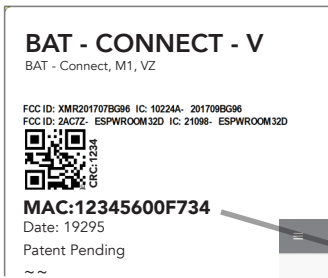 BAT - CONNECT - V
BAT - Connect, M1, VZ
FCC ID: XMR201707BG96 IC: 10224A- 201709BG96
FCC ID: 2AC7Z- ESPWROOM32D IC: 21098- ESPWROOM32D
CRC:1234
MAC:12345600F734
Date: 19295
Patent Pending
~~